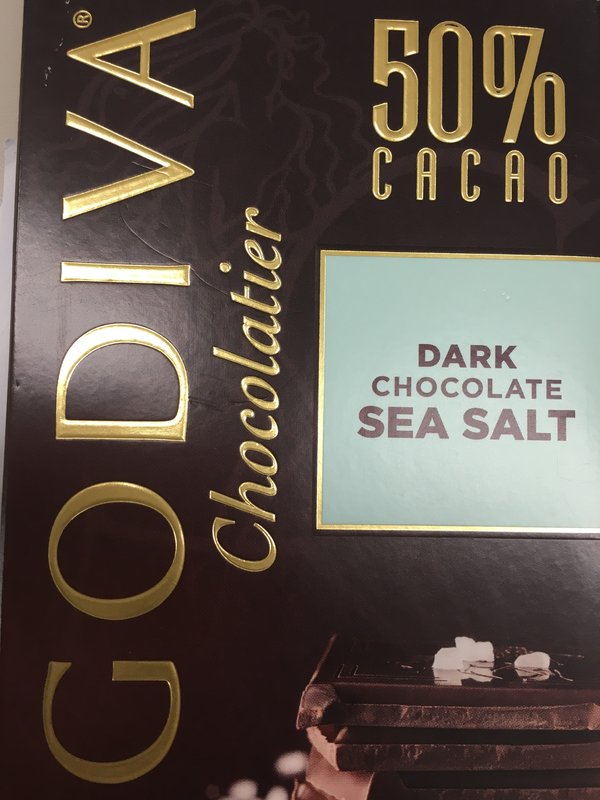 GODIVA®
Chocolatier
50%
CACAO
DARK
CHOCOLATE
SEA SALT